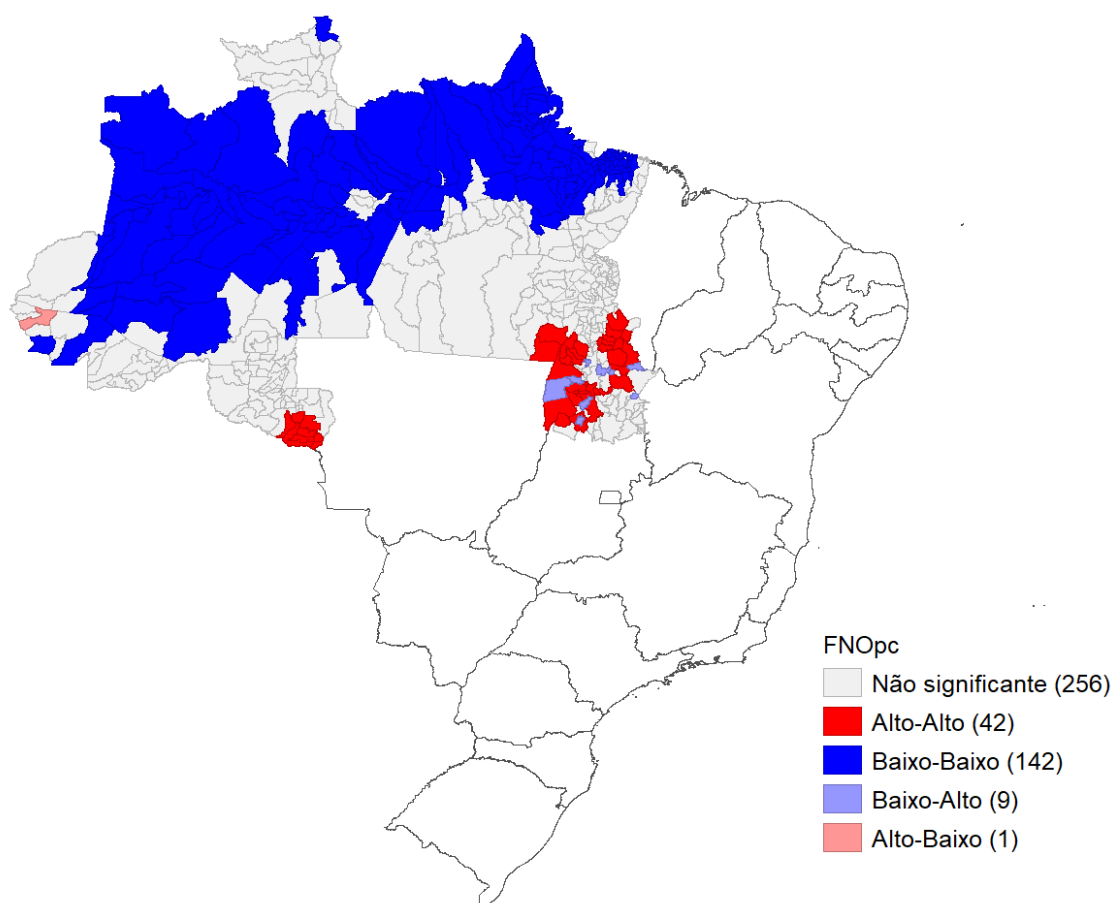 FNOpc
Não significante (256)
Alto-Alto (42)
Baixo-Baixo (142)
Baixo-Alto (9)
Alto-Baixo (1)